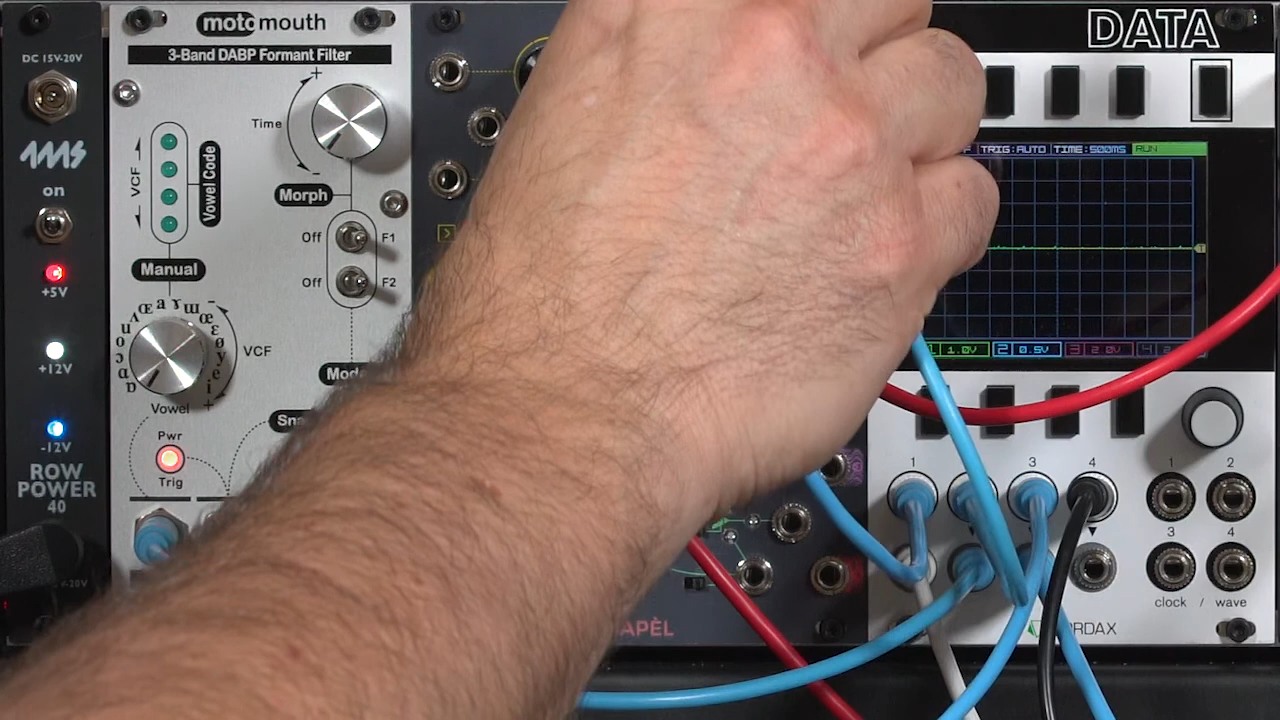 DC 15V-20V
4ms
on
+5V
+12V
-12V
ROW
POWER
40
motomouth
3-Band DABP Formant Filter
Time
+
-
VCF
Vowel Code
Morph
Off F1
Off F2
Manual
VCF
Vowel
Pwr
Trig
DATA
TRIG:AUTO TIME:500MS RUN
T
1.0V 2 0.5V 3 2.0V 4
1 3 4 1 2
3 4
clock / wave